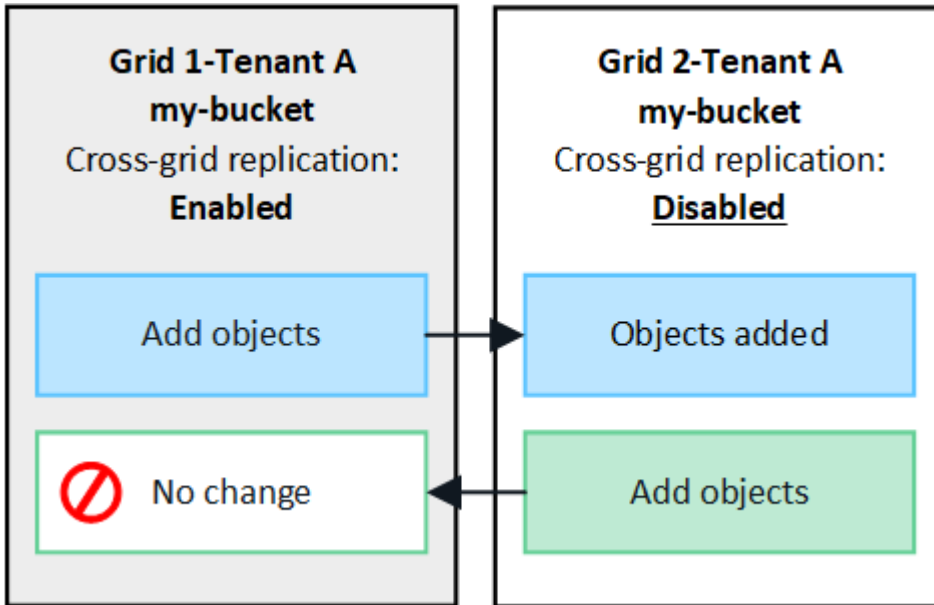 Grid 1-Tenant A
my-bucket
Cross-grid replication:
Enabled
Add objects
No change
Grid 2-Tenant A
my-bucket
Cross-grid replication:
Disabled
Objects added
Add objects